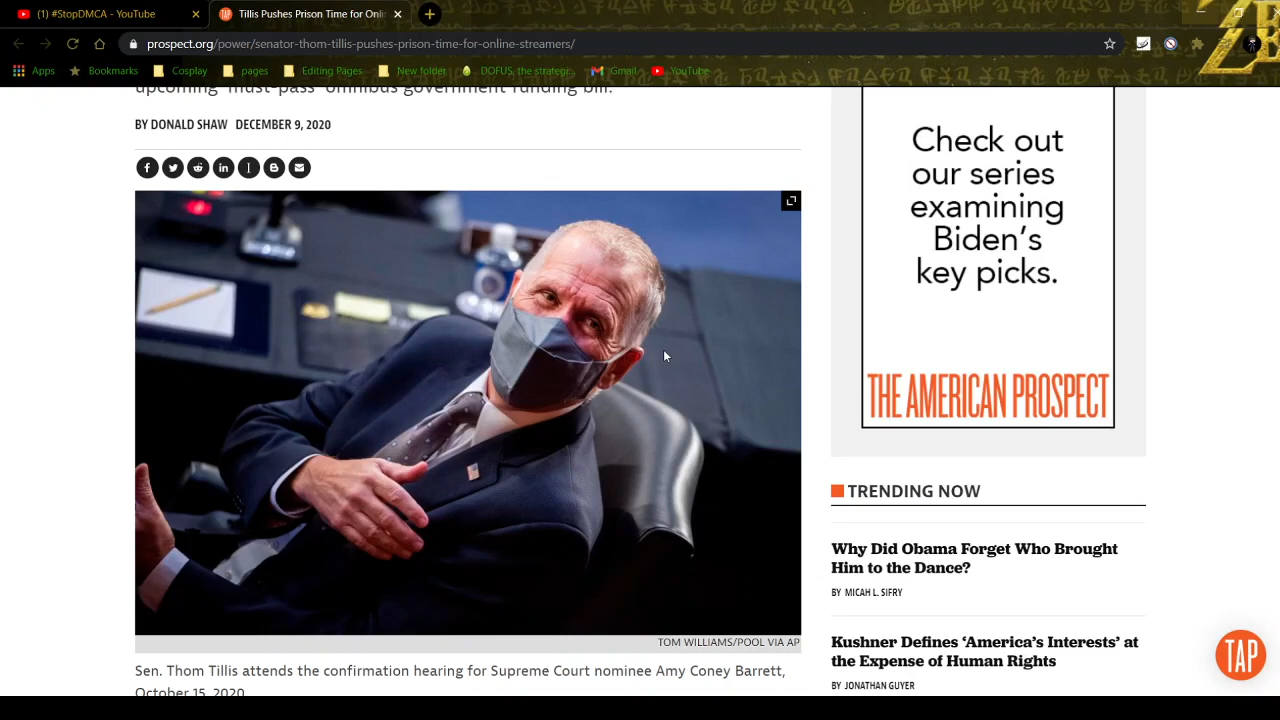 (1) #StopDMCA - YouTube
Tillis Pushes Prison Time for Onli
prospect.org/power/senator-thom-tillis-pushes-prison-time-for-online-streamers/
Apps
Bookmarks
Cosplay
pages
Editing Pages
New folder
DOFUS, the strategi...
Gmail
YouTube
upcoming "must-pass" omnibus government funding bill.
BY DONALD SHAW DECEMBER 9, 2020
TOM WILLIAMS/POOL VIA AP
Sen. Thom Tillis attends the confirmation hearing for Supreme Court nominee Amy Coney Barrett,
October 15, 2020
Check out
our series
examining
Biden's
key picks.
THE AMERICAN PROSPECT
TRENDING NOW
Why Did Obama Forget Who Brought
Him to the Dance?
BY MICAH L. SIFRY
Kushner Defines ‘America's Interests’ at
the Expense of Human Rights
BY JONATHAN GUYER
TAP